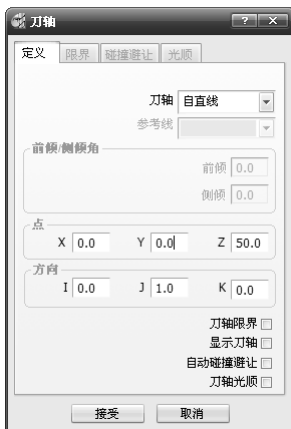 刀轴
定义 限界 碰撞避让 光顺
刀轴 自直线
参考线
前倾/侧倾角
前倾 0.0
侧倾 0.0
点
X 0.0 Y 0.0 Z 50.0
方向
I 0.0 J 1.0 K 0.0
刀轴限界
显示刀轴
自动碰撞避让
刀轴光顺
接受 取消